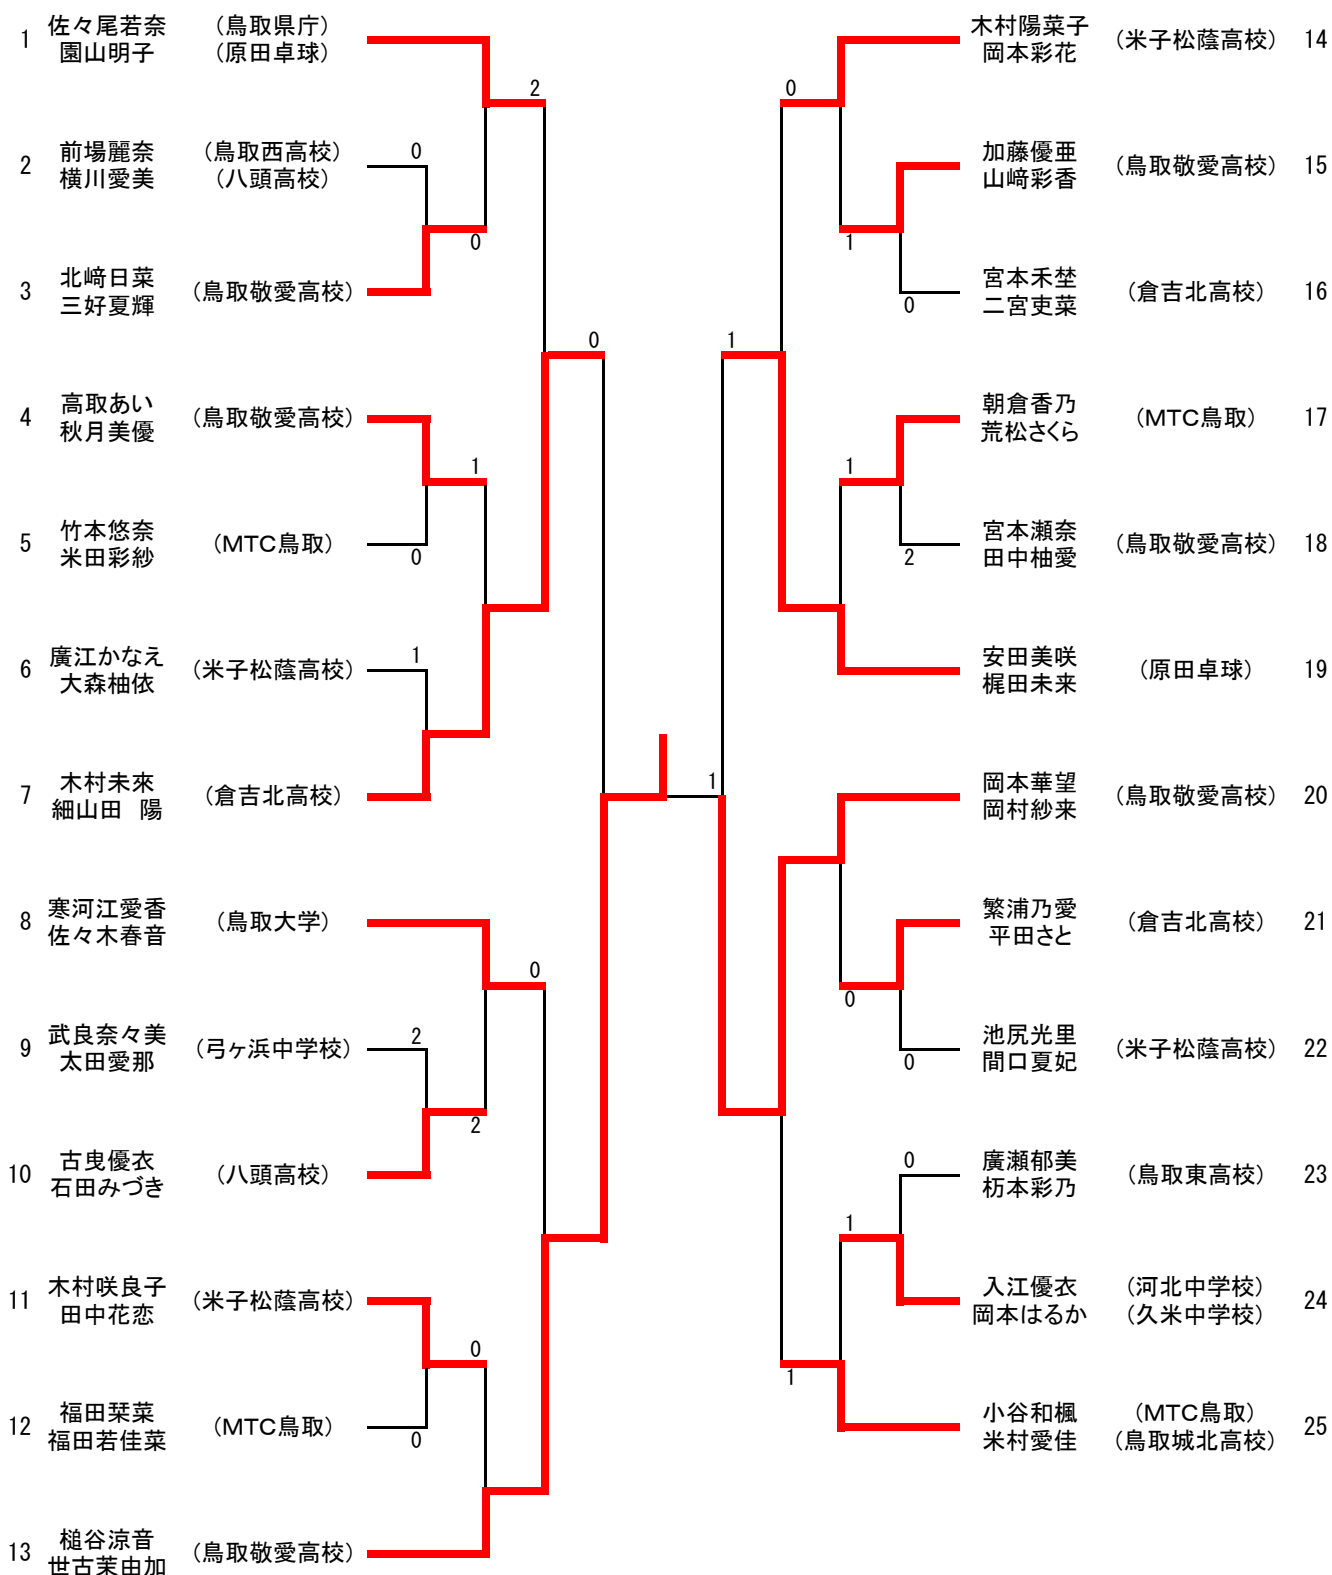 1 佐々尾若奈 (鳥取県庁)
園山明子 (原田卓球)
2
0
2 前場麗奈 (鳥取西高校)
横川愛美 (八頭高校)
0
3 北﨑日菜 (鳥取敬愛高校)
三好夏輝
0
4 高取あい (鳥取敬愛高校)
秋月美優
1
5 竹本悠奈 (MTC鳥取)
米田彩紗
0
1
6 廣江かなえ (米子松蔭高校)
大森柚依
7 木村未來 (倉吉北高校)
細山田 陽
8 寒河江愛香 (鳥取大学)
佐々木春音
0
2
9 武良奈々美 (弓ヶ浜中学校)
太田愛那
2
10 古曳優衣 (八頭高校)
石田みづき
11 木村咲良子 (米子松蔭高校)
田中花恋
0
12 福田栞菜 (MTC鳥取)
福田若佳菜
0
13 槌谷涼音 (鳥取敬愛高校)
世古茉由加
木村陽菜子 (米子松蔭高校) 14
岡本彩花
0
加藤優亜 (鳥取敬愛高校) 15
山﨑彩香
1
宮本禾埜 (倉吉北高校) 16
二宮吏菜
0
1
朝倉香乃 (MTC鳥取) 17
荒松さくら
1
宮本瀬奈 (鳥取敬愛高校) 18
田中柚愛
2
安田美咲 (原田卓球) 19
梶田未来
1
岡本華望 (鳥取敬愛高校) 20
岡村紗来
繁浦乃愛 (倉吉北高校) 21
平田さと
0
池尻光里 (米子松蔭高校) 22
間口夏妃
0
0
廣瀬郁美 (鳥取東高校) 23
杤本彩乃
1
入江優衣 (河北中学校) 24
岡本はるか (久米中学校)
1
小谷和楓 (MTC鳥取) 25
米村愛佳 (鳥取城北高校)